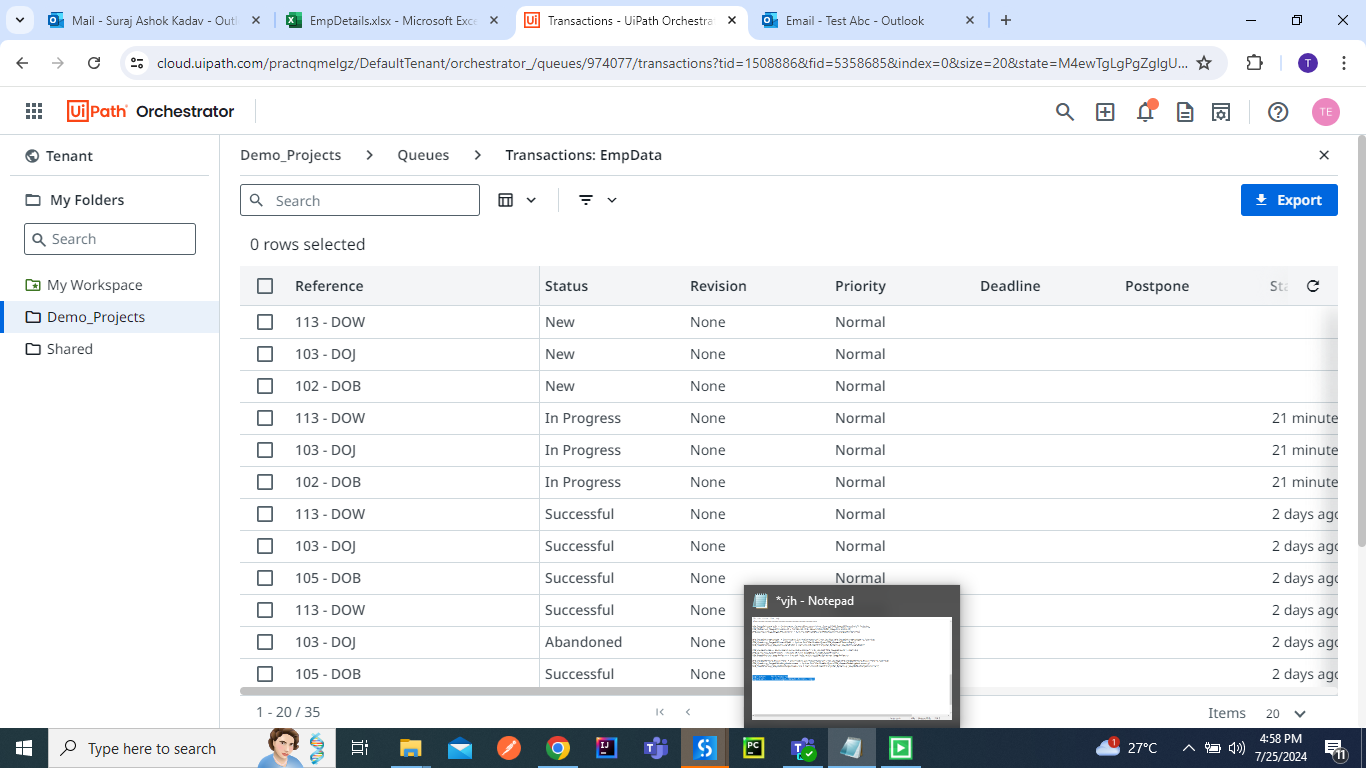 Mail - Suraj Ashok Kadav - Outl
EmpDetails.xlsx - Microsoft Exce
Transactions - UiPath Orchestra
Email - Test Abc - Outlook
cloud.uipath.com/practnqmelgz/DefaultTenant/orchestrator_/queues/974077/transactions?tid=1508886&fid=5358685&index=0&size=20&state=M4ewTgLgPgZglgU...
T
UiPath Orchestrator
TE
Tenant
My Folders
Search
My Workspace
Demo_Projects
Shared
Demo_Projects > Queues > Transactions: EmpData
Search
Export
0 rows selected
Reference Status Revision Priority Deadline Postpone Sta
113 - DOW New None Normal
103 - DOJ New None Normal
102 - DOB New None Normal
113 - DOW In Progress None Normal 21 minute
103 - DOJ In Progress None Normal 21 minute
102 - DOB In Progress None Normal 21 minute
113 - DOW Successful None Normal 2 days ago
103 - DOJ Successful None Normal 2 days ago
105 - DOB Successful None Normal 2 days ago
113 - DOW Successful None 2 days ago
103 - DOJ Abandoned None 2 days ago
105 - DOB Successful None 2 days ago
*vjh - Notepad
1 - 20 / 35
Items 20
Type here to search
27°C
4:58 PM
7/25/2024
11